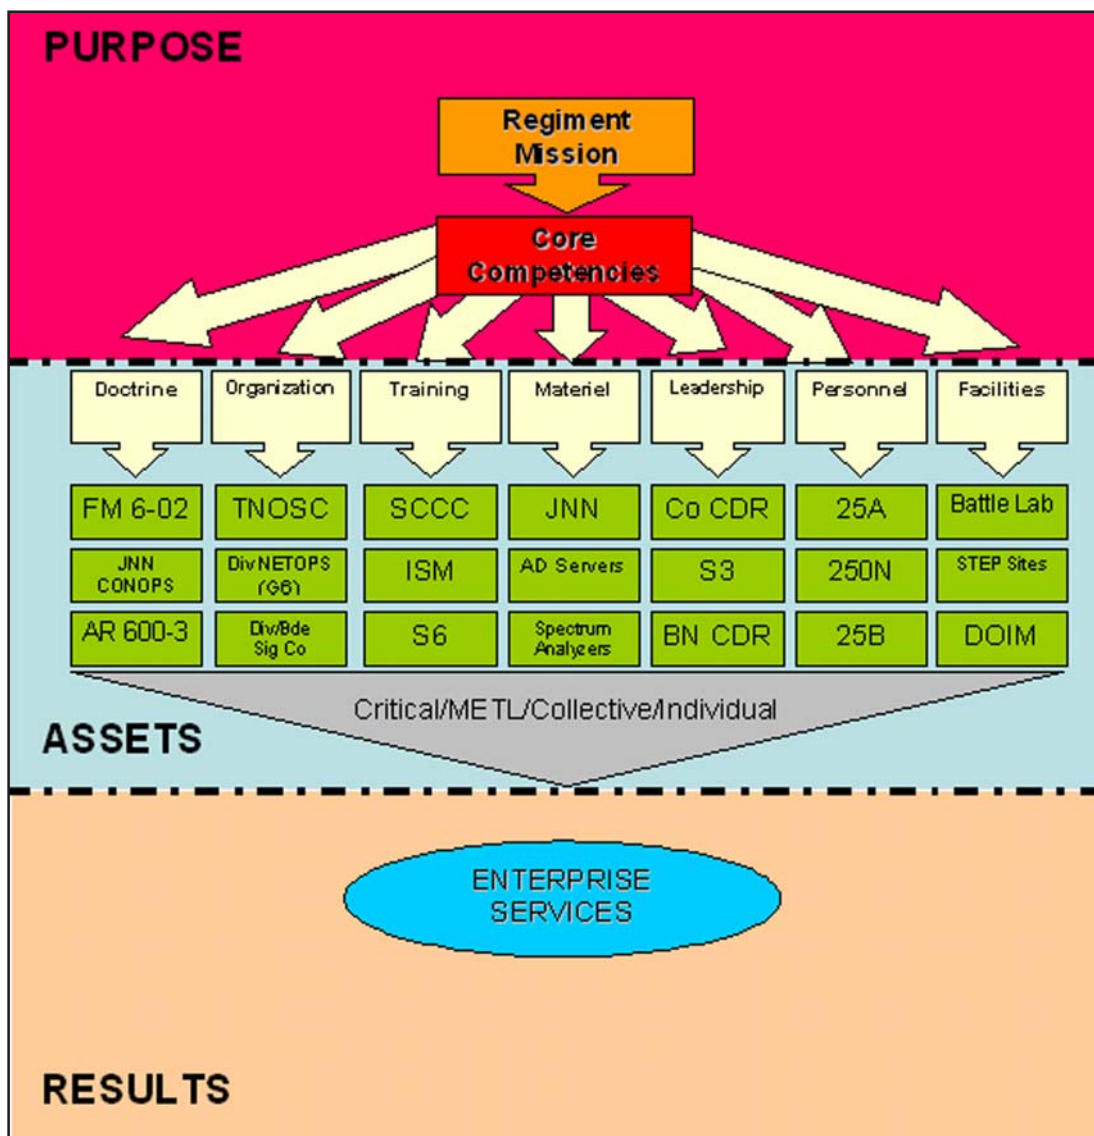 PURPOSE
Regiment
Mission
Core
Competencies
Doctrine
Organization
Training
Materiel
Leadership
Personnel
Facilities
FM 6-02
TNOSC
SCCC
JNN
Co CDR
25A
Battle Lab
JNN
CONOPS
Div NETOPS
(G6)
ISM
AD Servers
S3
250N
STEP Sites
AR 600-3
Div/Bde
Sig Co
S6
Spectrum
Analyzers
BN CDR
25B
DOIM
Critical/METL/Collective/Individual
ASSETS
ENTERPRISE
SERVICES
RESULTS